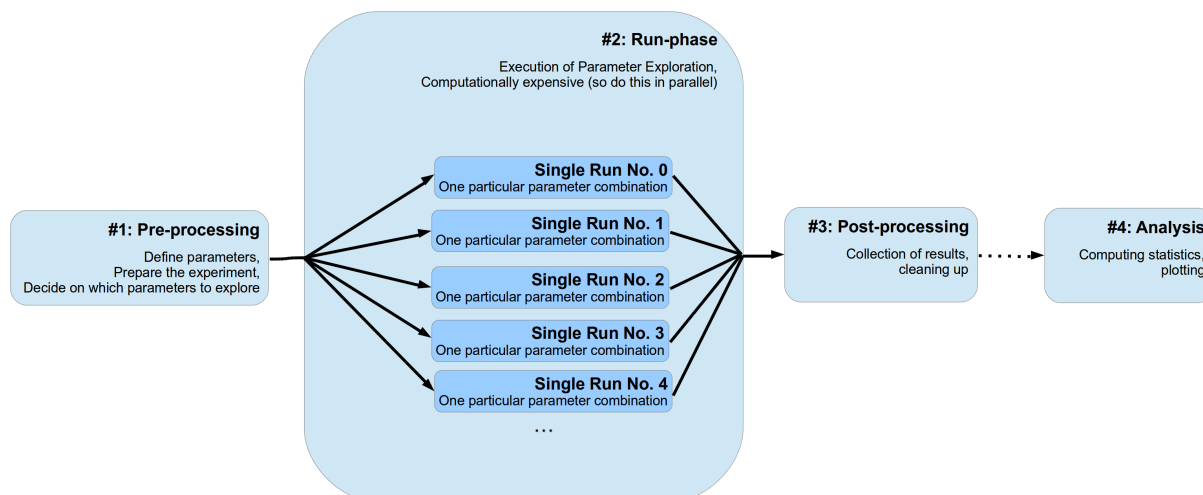 #2: Run-phase
Execution of Parameter Exploration,
Computationally expensive (so do this in parallel)
Single Run No. 0
One particular parameter combination
#1: Pre-processing
Define parameters,
Prepare the experiment,
Decide on which parameters to explore
Single Run No. 1
One particular parameter combination
Single Run No. 2
One particular parameter combination
Single Run No. 3
One particular parameter combination
Single Run No. 4
One particular parameter combination
...
#3: Post-processing
Collection of results,
cleaning up
#4: Analysis
Computing statistics,
plotting